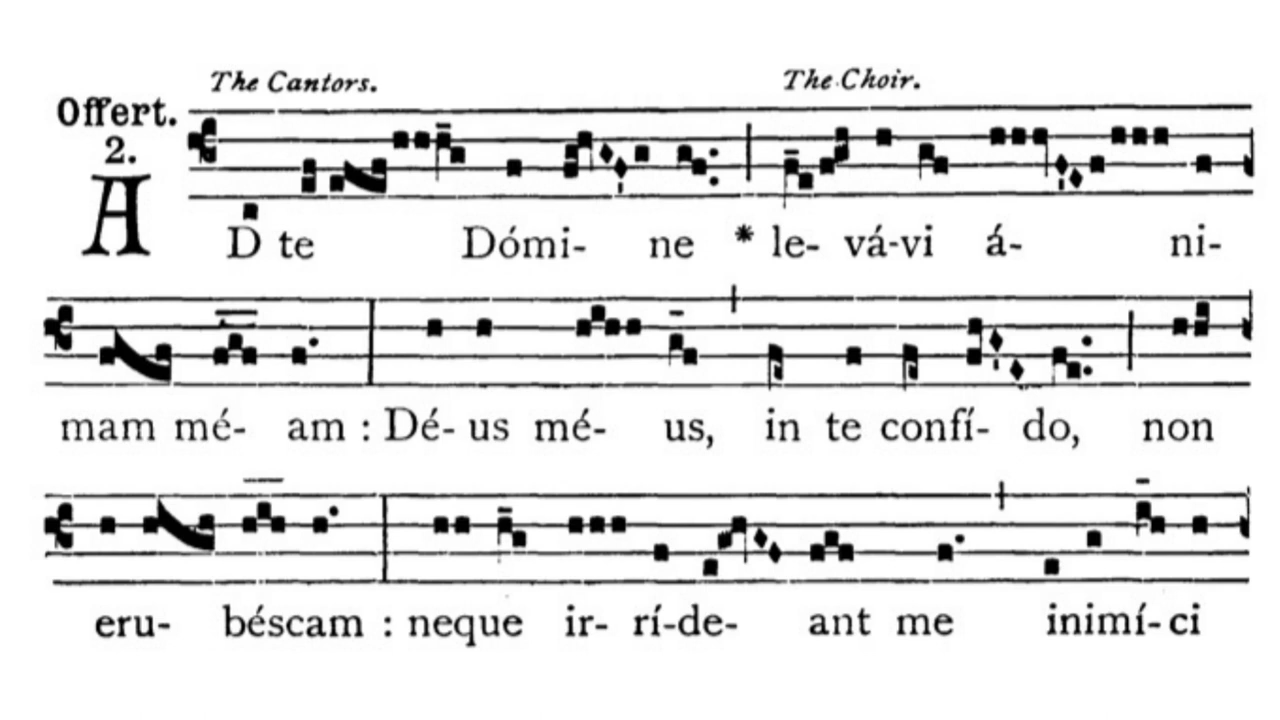 The Cantors. The Choir.
Offert.
2.
AD te Dómi- ne * le- vá-vi á- ni-
mam mé- am : Dé- us mé- us, in te confí- do, non
eru- béscam : neque ir- rí-de- ant me inimí- ci